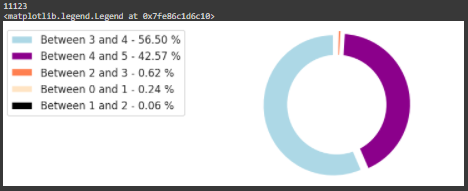 11123
<matplotlib.legend.Legend at 0x7fe86c1d6c10>
Between 3 and 4 - 56.50 %
Between 4 and 5 - 42.57 %
Between 2 and 3 - 0.62 %
Between 0 and 1 - 0.24 %
Between 1 and 2 - 0.06 %